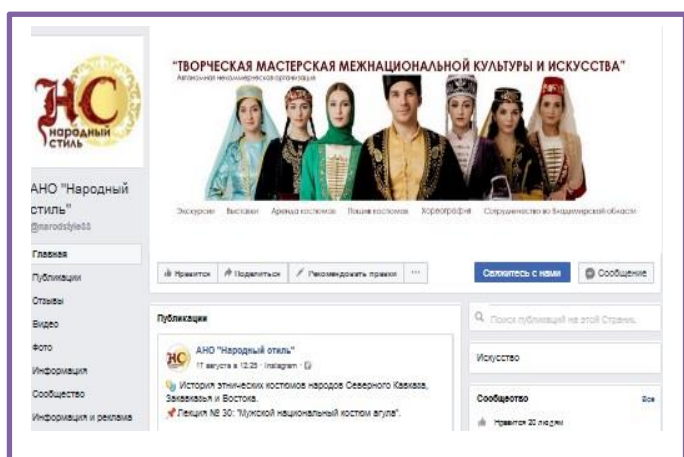 "ТВОРЧЕСКАЯ МАСТЕРСКАЯ МЕЖНАЦИОНАЛЬНОЙ КУЛЬТУРЫ И ИСКУССТВА"
Автономная некоммерческая организация
НС
народный
СТИЛЬ
АНО "Народный
стиль"
@narodstyle33
Экскурсии Выставки Аренда костюмов Пошив костюмов Хореография Сотрудничество во Владимирской области
Главная
Публикации
Отзывы
Видео
Фото
Информация
Сообщество
Информация и реклама
Нравится Поделиться Рекомендовать правки ...
Свяжитесь с нами Сообщение
Публикации
НС
АНО "Народный стиль"
17 августа в 12:25 · Instagram ·
История этнических костюмов народов Северного Кавказа,
Закавказья и Востока.
Лекция № 30: "Мужской национальный костюм агула".
Поиск публикаций на этой Страниц
Искусство
Сообщество Все
Нравится 20 людям